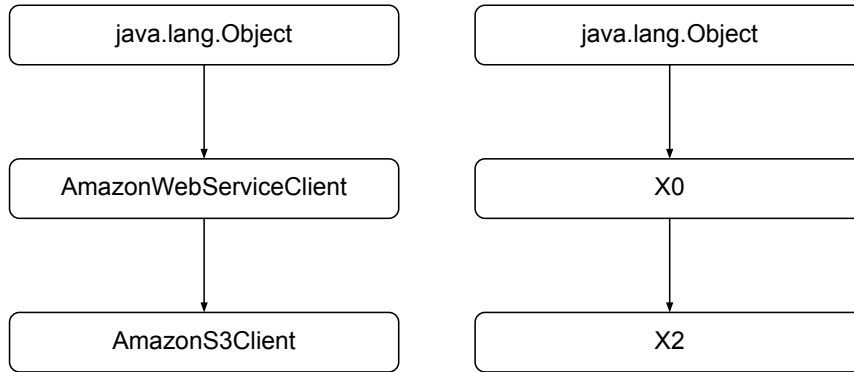 java.lang.Object
AmazonWebServiceClient
AmazonS3Client
java.lang.Object
X0
X2